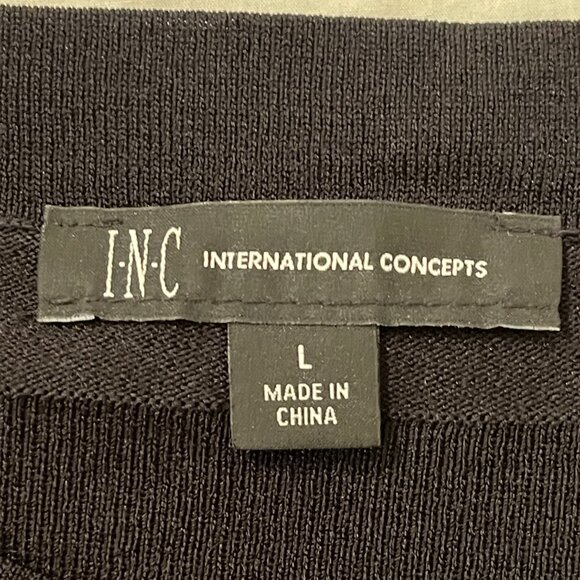 I·N·C INTERNATIONAL CONCEPTS
L
MADE IN
CHINA